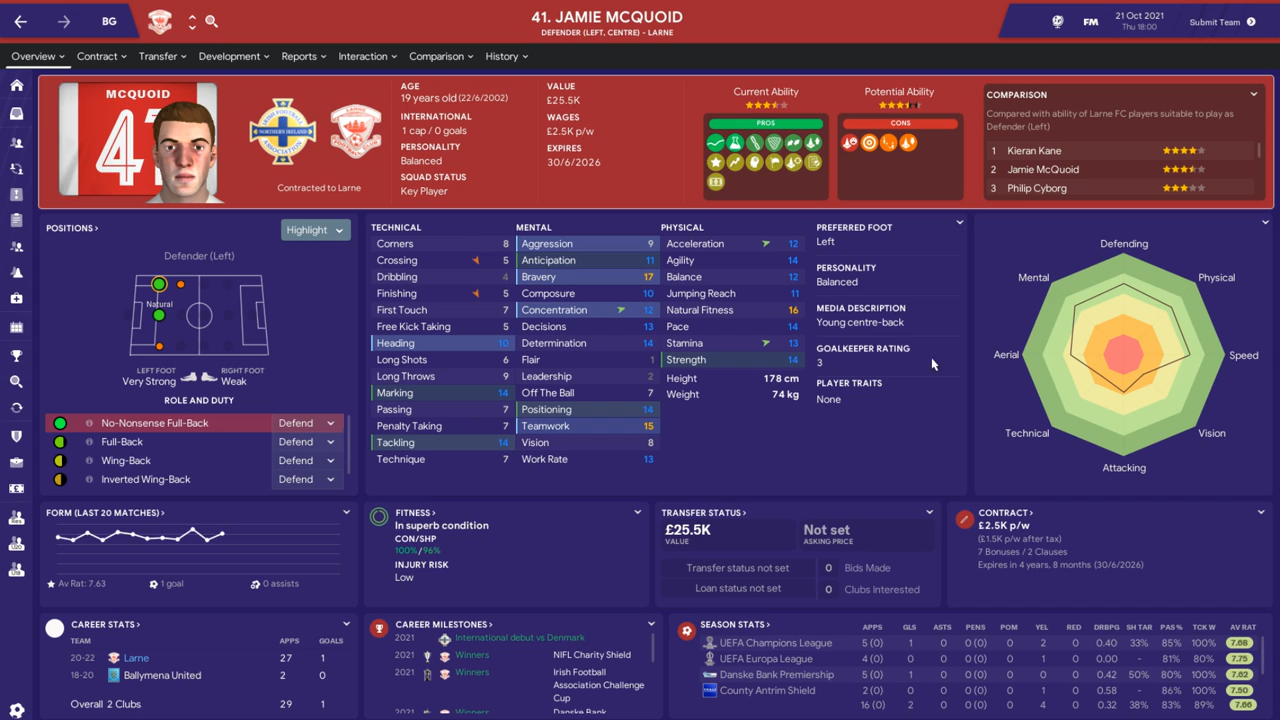 BG
41. JAMIE MCQUOID
DEFENDER (LEFT, CENTRE) - LARNE
FM
21 Oct 2021
Thu 18:00
Submit Team
Overview
Contract
Transfer
Development
Reports
Interaction
Comparison
History
MCQUOID
Contracted to Larne
AGE
19 years old (22/6/2002)
INTERNATIONAL
1 cap / 0 goals
PERSONALITY
Balanced
SQUAD STATUS
Key Player
VALUE
£25.5K
WAGES
£2.5K p/w
EXPIRES
30/6/2026
Current Ability
PROS
Potential Ability
CONS
COMPARISON
Compared with ability of Larne FC players suitable to play as
Defender (Left)
1 Kieran Kane
2 Jamie McQuoid
3 Philip Cyborg
POSITIONS >
Highlight
Defender (Left)
Natural
LEFT FOOT
Very Strong
RIGHT FOOT
Weak
ROLE AND DUTY
No-Nonsense Full-Back Defend
Full-Back Defend
Wing-Back Defend
Inverted Wing-Back Defend
TECHNICAL
Corners 8
Crossing 5
Dribbling 4
Finishing 5
First Touch 7
Free Kick Taking 5
Heading 10
Long Shots 6
Long Throws 9
Marking 14
Passing 7
Penalty Taking 7
Tackling 14
Technique 7
MENTAL
Aggression 9
Anticipation 11
Bravery 17
Composure 10
Concentration 12
Decisions 13
Determination 14
Flair 1
Leadership 2
Off The Ball 7
Positioning 14
Teamwork 15
Vision 8
Work Rate 13
PHYSICAL
Acceleration 12
Agility 14
Balance 12
Jumping Reach 11
Natural Fitness 16
Pace 14
Stamina 13
Strength 14
Height 178 cm
Weight 74 kg
PREFERRED FOOT
Left
PERSONALITY
Balanced
MEDIA DESCRIPTION
Young centre-back
GOALKEEPER RATING
3
PLAYER TRAITS
None
Defending
Physical
Speed
Vision
Attacking
Technical
Aerial
Mental
FORM (LAST 20 MATCHES) >
Av Rat: 7.63
1 goal
0 assists
FITNESS >
In superb condition
CON/SHP
100% / 96%
INJURY RISK
Low
TRANSFER STATUS >
£25.5K
VALUE
Not set
ASKING PRICE
Transfer status not set
0 Bids Made
Loan status not set
0 Clubs Interested
CONTRACT >
£2.5K p/w
(£1.5K p/w after tax)
7 Bonuses / 2 Clauses
Expires in 4 years, 8 months (30/6/2026)
CAREER STATS >
TEAM APPS GOALS
20-22 Larne 27 1
18-20 Ballymena United 2 0
Overall 2 Clubs 29 1
CAREER MILESTONES >
2021 International debut vs Denmark
2021 Winners NIFL Charity Shield
2021 Winners Irish Football
Association Challenge
Cup
2021 Winners Danske Bank
SEASON STATS > APPS GLS ASTS PENS POM YEL RED DRBPG SH TAR PAS % TCK W AV RAT
UEFA Champions League 5 (0) 1 0 0 (0) 0 2 0 0.40 33% 85% 100% 7.68
UEFA Europa League 4 (0) 0 0 0 (0) 0 1 0 0.00 - 81% 80% 7.75
Danske Bank Premiership 5 (0) 1 0 0 (0) 0 0 0 0.42 50% 80% 100% 7.62
County Antrim Shield 2 (0) 0 0 0 (0) 0 1 0 0.58 - 86% 100% 7.50
16 (0) 2 0 0 (0) 0 4 0 0.32 38% 83% 89% 7.66